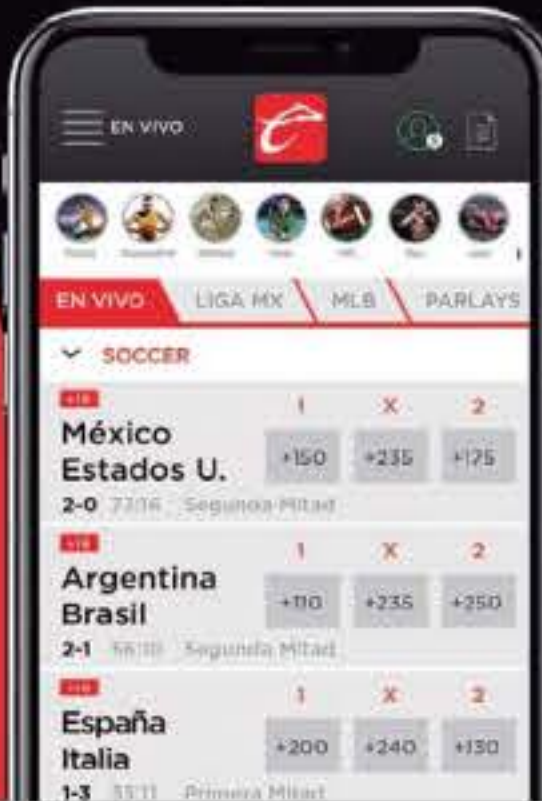 EN VIVO
EN VIVO LIGA MX MLB PARLAYS
SOCCER
1 X 2
México
Estados U.
+150 +235 +175
2-0 Segunda Mitad
1 X 2
Argentina
Brasil
+110 +235 +250
2-1 Segunda Mitad
1 X 2
España
Italia
+200 +240 +130
1-3 Primera Mitad